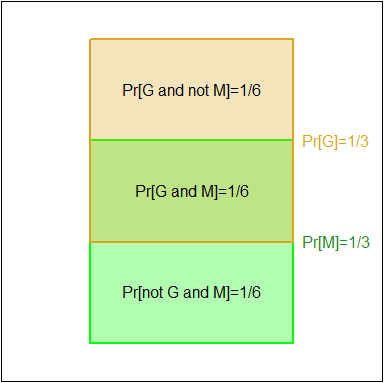 Pr[G and not M]=1/6
Pr[G]=1/3
Pr[G and M]=1/6
Pr[M]=1/3
Pr[not G and M]=1/6